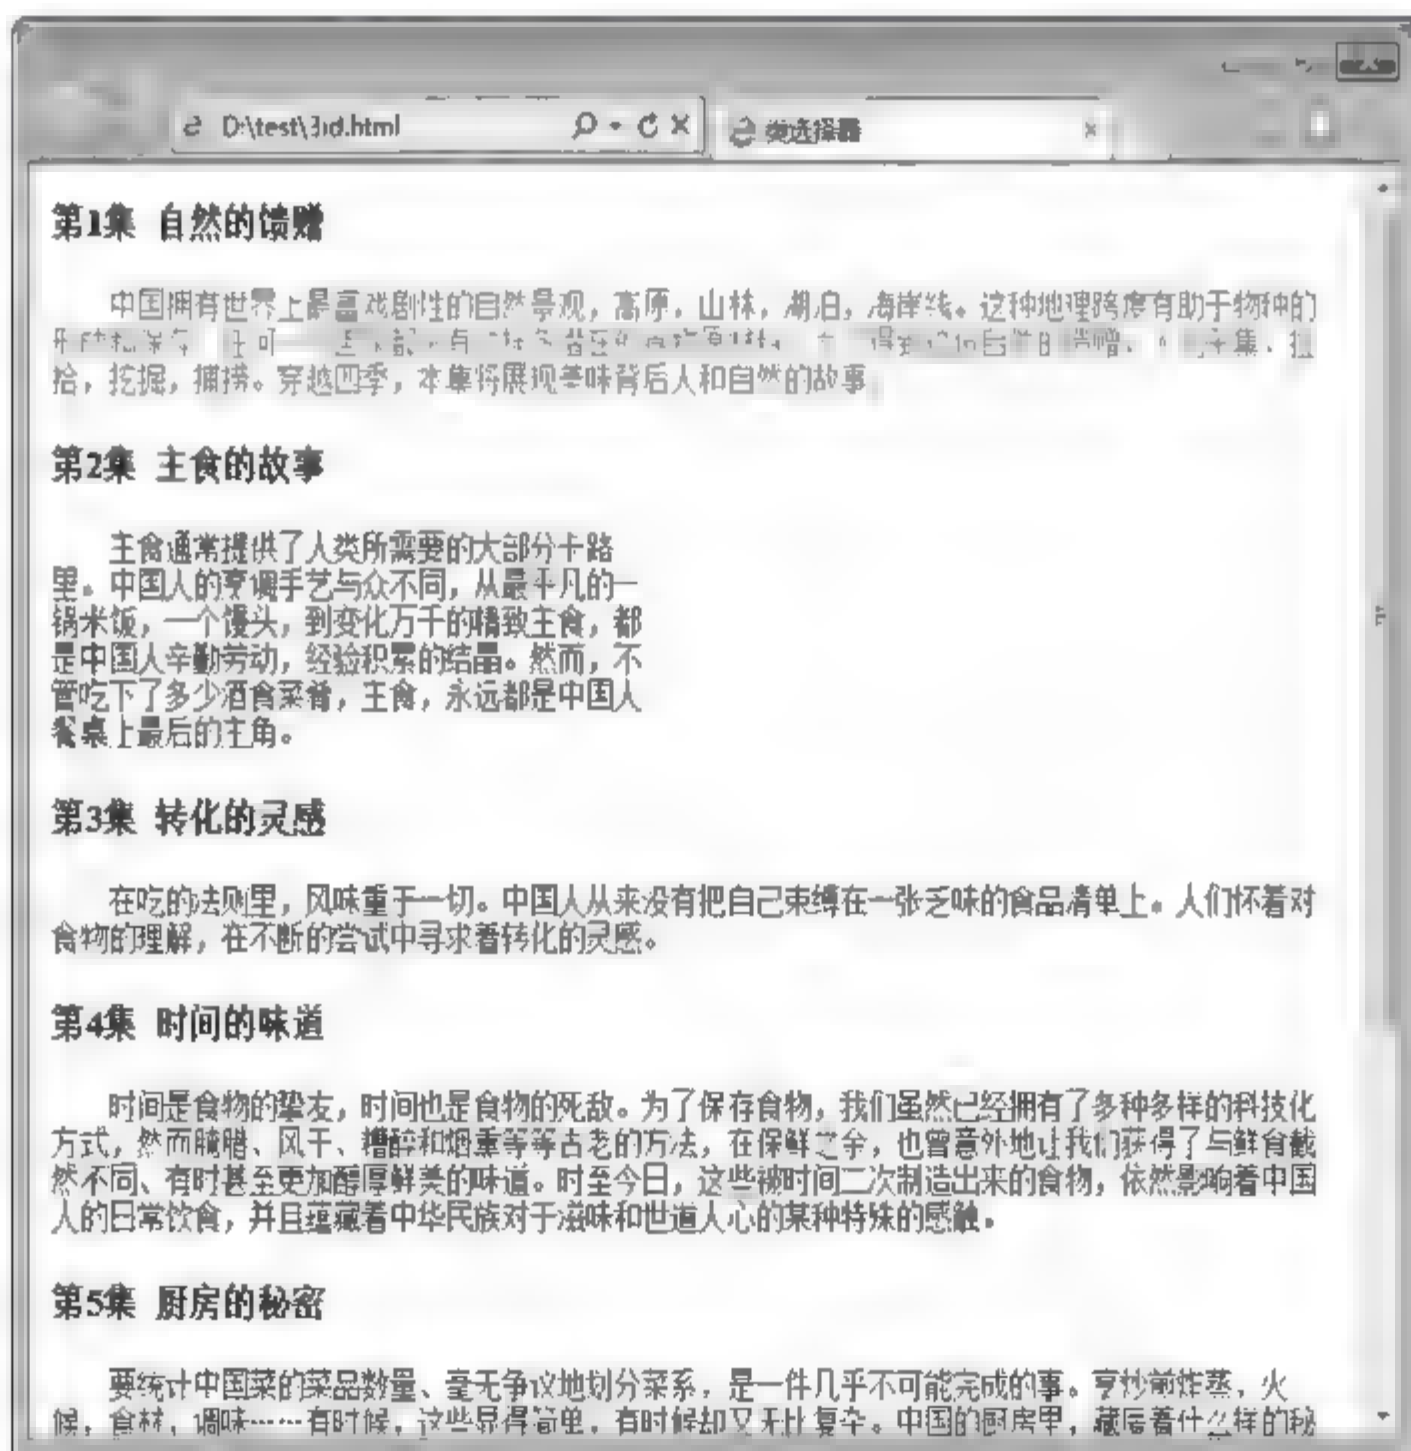 D:\test\3id.html
类选择器
第1集 自然的馈赠
中国拥有世界上最富戏剧性的自然景观，高原，山林，湖泊，海岸线。这种地理跨度有助于物种的
拾，挖掘，捕捞。穿越四季，本集将展现美味背后人和自然的故事
第2集 主食的故事
主食通常提供了人类所需要的大部分卡路
里。中国人的烹调手艺与众不同，从最平凡的一
锅米饭，一个馒头，到变化万千的精致主食，都
是中国人辛勤劳动，经验积累的结晶。然而，不
管吃下了多少酒食菜肴，主食，永远都是中国人
餐桌上最后的主角。
第3集 转化的灵感
在吃的法则里，风味重于一切。中国人从来没有把自己束缚在一张乏味的食品清单上。人们怀着对
食物的理解，在不断的尝试中寻求着转化的灵感。
第4集 时间的味道
时间是食物的挚友，时间也是食物的死敌。为了保存食物，我们虽然已经拥有了多种多样的科技化
方式，然而腌腊、风干、糟醉和烟熏等等古老的方法，在保鲜之余，也曾意外地让我们获得了与鲜食截
然不同、有时甚至更加醇厚鲜美的味道。时至今日，这些被时间二次制造出来的食物，依然影响着中国
人的日常饮食，并且蕴藏着中华民族对于滋味和世道人心的某种特殊的感触。
第5集 厨房的秘密
要统计中国菜的菜品数量、毫无争议地划分菜系，是一件几乎不可能完成的事。烹炒煎炸蒸，火
候，食材，调味……有时候，这些显得简单，有时候却又无比复杂。中国的厨房里，藏匿着什么样的秘